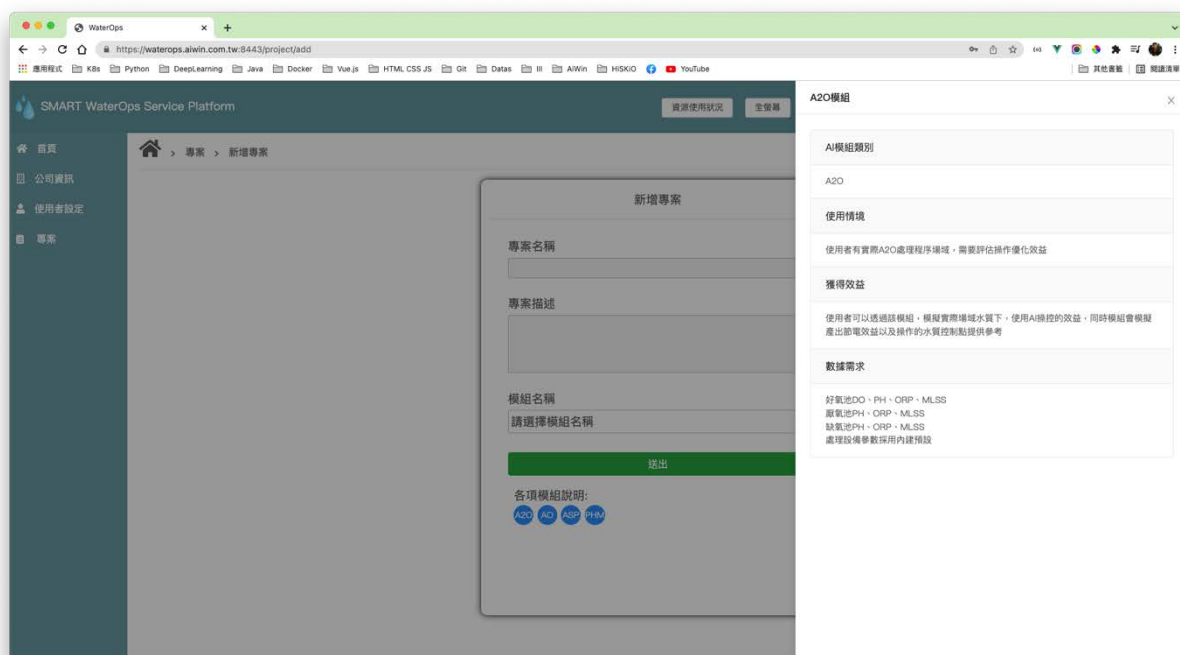 WaterOps
https://waterops.aiwin.com.tw:8443/project/add
應用程式 K8s Python DeepLearning Java Docker Vue.js HTML CSS JS Git Datas III AiWin HiSKIO YouTube 其他書籤 閱讀清單
SMART WaterOps Service Platform
資源使用狀況 全螢幕
首頁
公司資訊
使用者設定
專案
專案 > 新增專案
新增專案
專案名稱
專案描述
模組名稱
請選擇模組名稱
送出
各項模組說明:
A2O AO ASP PHM
A2O模組
AI模組類別
A2O
使用情境
使用者有實際A2O處理程序場域，需要評估操作優化效益
獲得效益
使用者可以透過該模組，模擬實際場域水質下，使用AI操控的效益，同時模組會模擬
產出節電效益以及操作的水質控制點提供參考
數據需求
好氧池DO、PH、ORP、MLSS
厭氧池PH、ORP、MLSS
缺氧池PH、ORP、MLSS
處理設備參數採用內建預設